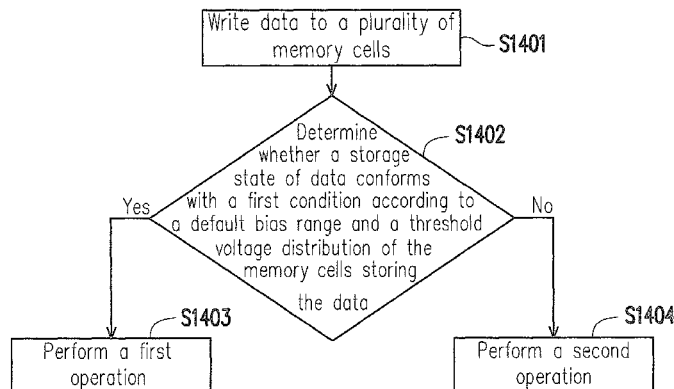 Write data to a plurality of
memory cells
S1401
Determine
whether a storage
state of data conforms
with a first condition according to
a default bias range and a threshold
voltage distribution of the
memory cells storing
the data
S1402
Yes
No
S1403
Perform a first
operation
S1404
Perform a second
operation